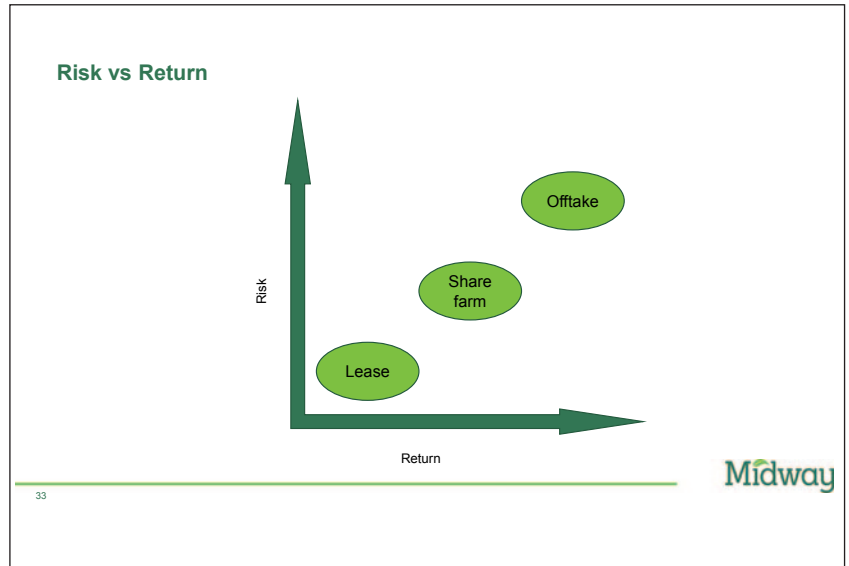 Risk vs Return
Offtake
Share
farm
Risk
Lease
Return
Midway
33